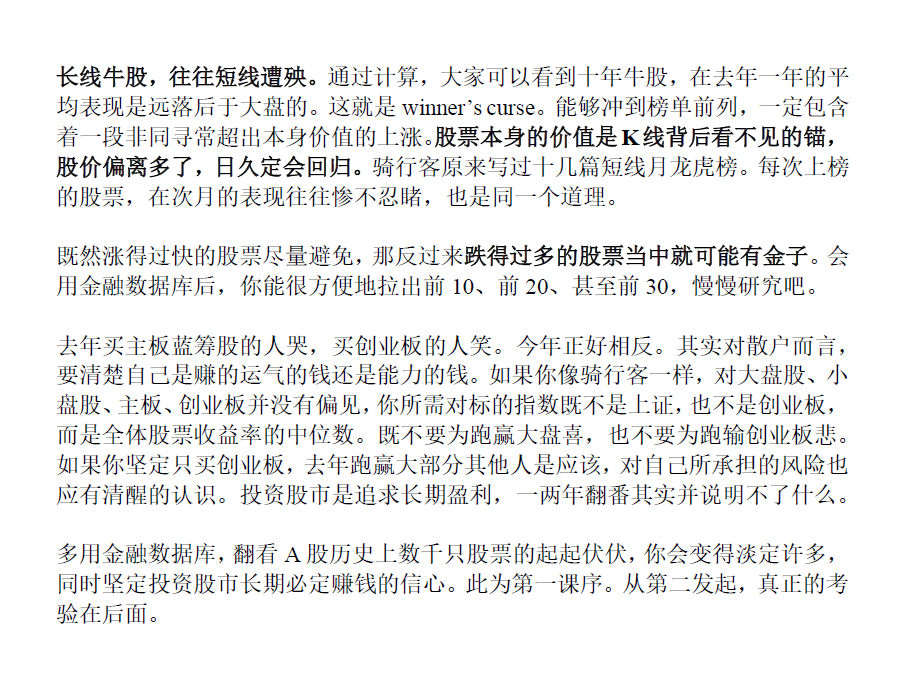 长线牛股，往往短线遭殃。通过计算，大家可以看到十年牛股，在去年一年的平
均表现是远落后于大盘的。这就是 winner’s curse。能够冲到榜单前列，一定包含
着一段非同寻常超出本身价值的上涨。股票本身的价值是 K 线背后看不见的锚，
股价偏离多了，日久定会回归。骑行客原来写过十几篇短线月龙虎榜。每次上榜
的股票，在次月的表现往往惨不忍睹，也是同一个道理。
既然涨得过快的股票尽量避免，那反过来跌得过多的股票当中就可能有金子。会
用金融数据库后，你能很方便地拉出前 10、前 20、甚至前 30，慢慢研究吧。
去年买主板蓝筹股的人哭，买创业板的人笑。今年正好相反。其实对散户而言，
要清楚自己是赚的运气的钱还是能力的钱。如果你像骑行客一样，对大盘股、小
盘股、主板、创业板并没有偏见，你所需对标的指数既不是上证，也不是创业板，
而是全体股票收益率的中位数。既不要为跑赢大盘喜，也不要为跑输创业板悲。
如果你坚定只买创业板，去年跑赢大部分其他人是应该，对自己所承担的风险也
应有清醒的认识。投资股市是追求长期盈利，一两年翻番其实并说明不了什么。
多用金融数据库，翻看 A 股历史上数千只股票的起起伏伏，你会变得淡定许多，
同时坚定投资股市长期必定赚钱的信心。此为第一课序。从第二发起，真正的考
验在后面。